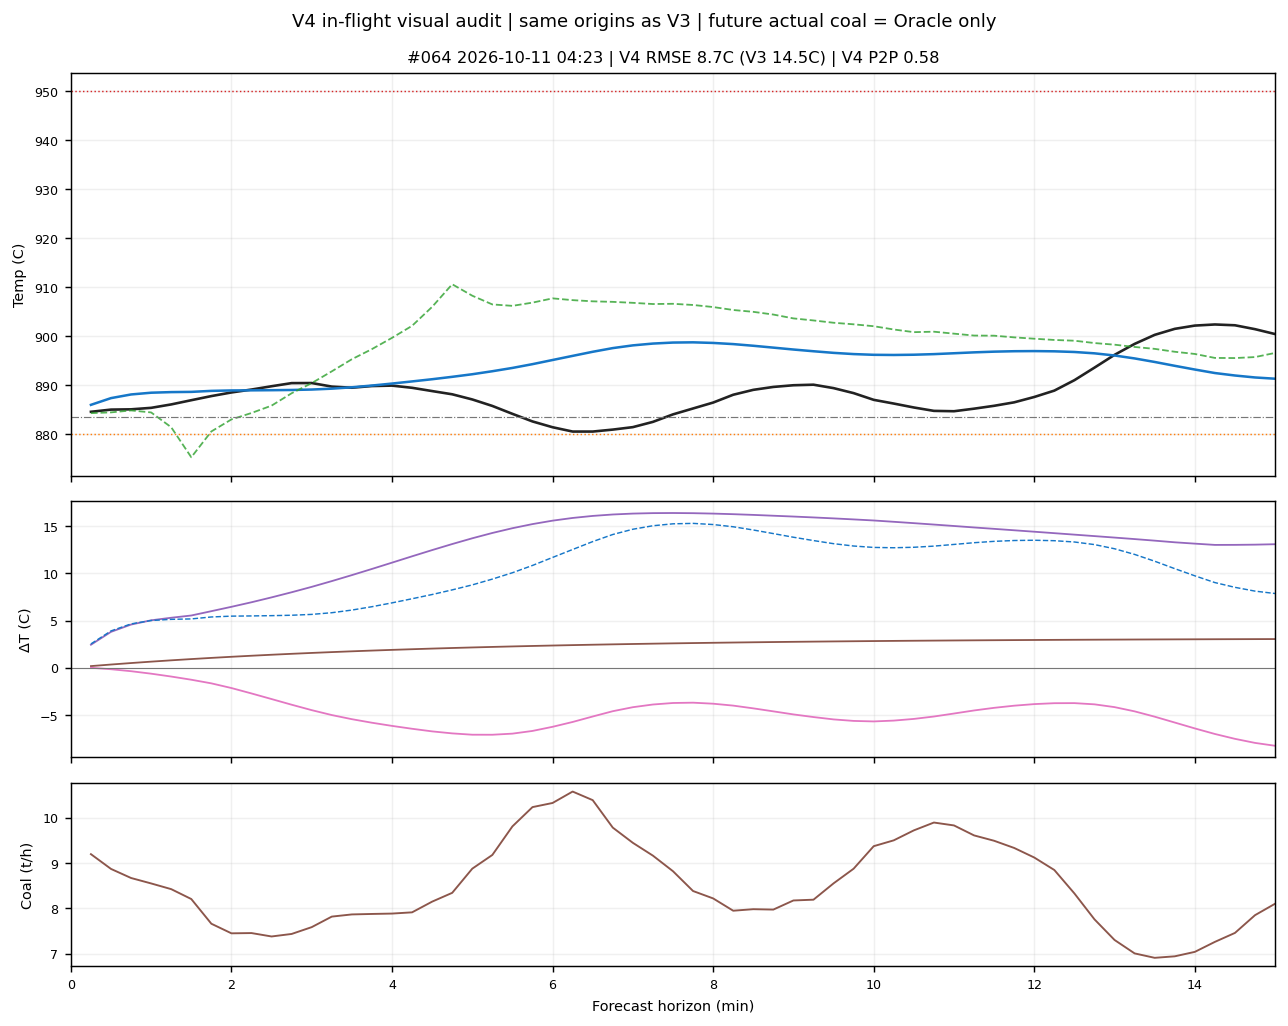 V4 in-flight visual audit | same origins as V3 | future actual coal = Oracle only
#064 2026-10-11 04:23 | V4 RMSE 8.7C (V3 14.5C) | V4 P2P 0.58
950
940
930
920
910
900
890
880
Temp (C)
15
10
5
0
−5
ΔT (C)
10
9
8
7
Coal (t/h)
0 2 4 6 8 10 12 14
Forecast horizon (min)